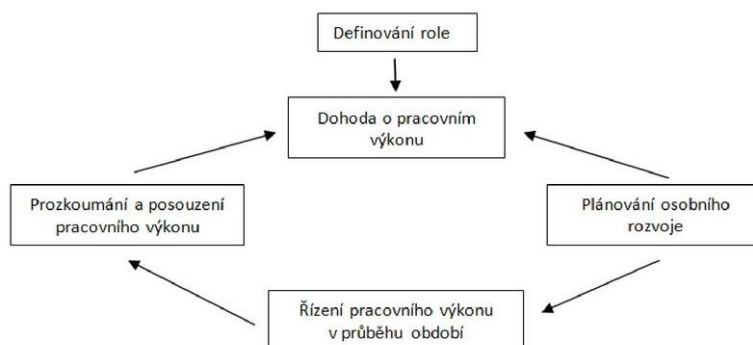 Definování role
Dohoda o pracovním
výkonu
Prozkoumání a posouzení
pracovního výkonu
Plánování osobního
rozvoje
Řízení pracovního výkonu
v průběhu období